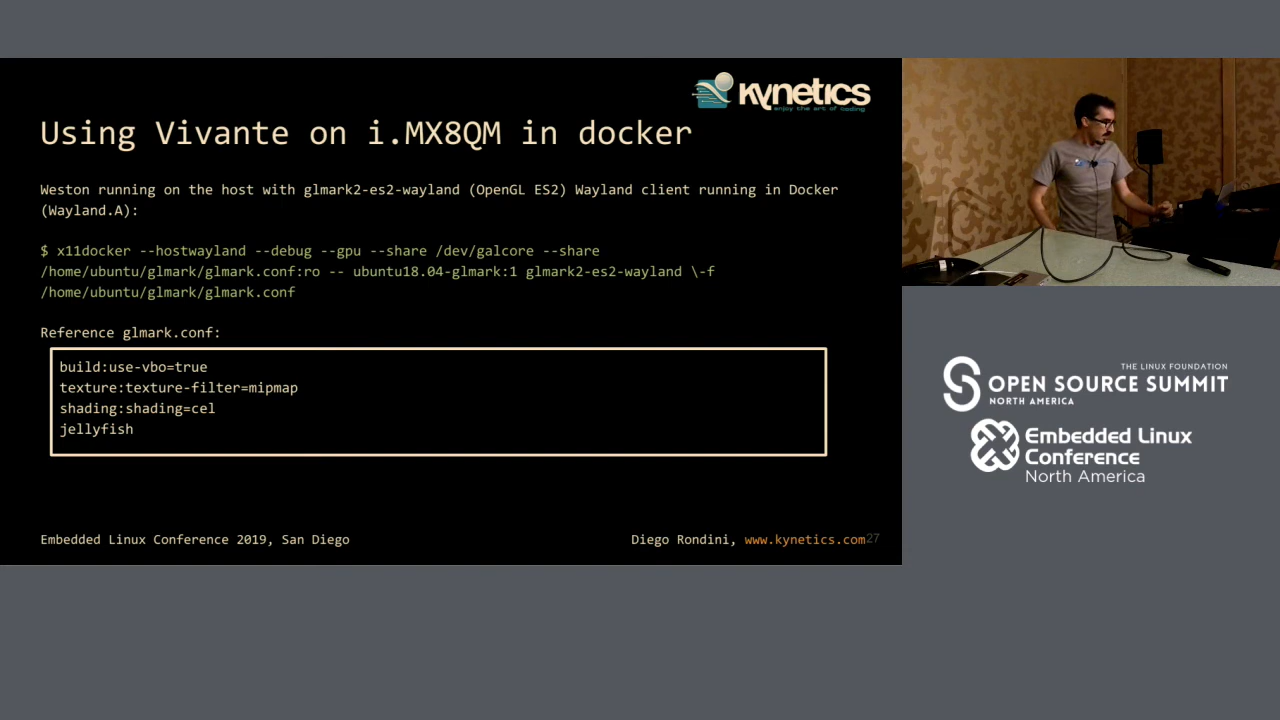 kynetics
enjoy the art of coding
Using Vivante on i.MX8QM in docker
Weston running on the host with glmark2-es2-wayland (OpenGL ES2) Wayland client running in Docker
(Wayland.A):
$ x11docker --hostwayland --debug --gpu --share /dev/galcore --share
/home/ubuntu/glmark/glmark.conf:ro -- ubuntu18.04-glmark:1 glmark2-es2-wayland \-f
/home/ubuntu/glmark/glmark.conf
Reference glmark.conf:
build:use-vbo=true
texture:texture-filter=mipmap
shading:shading=cel
jellyfish
Embedded Linux Conference 2019, San Diego
Diego Rondini, www.kynetics.com 27
THE LINUX FOUNDATION
OPEN SOURCE SUMMIT
NORTH AMERICA
Embedded Linux
Conference
North America